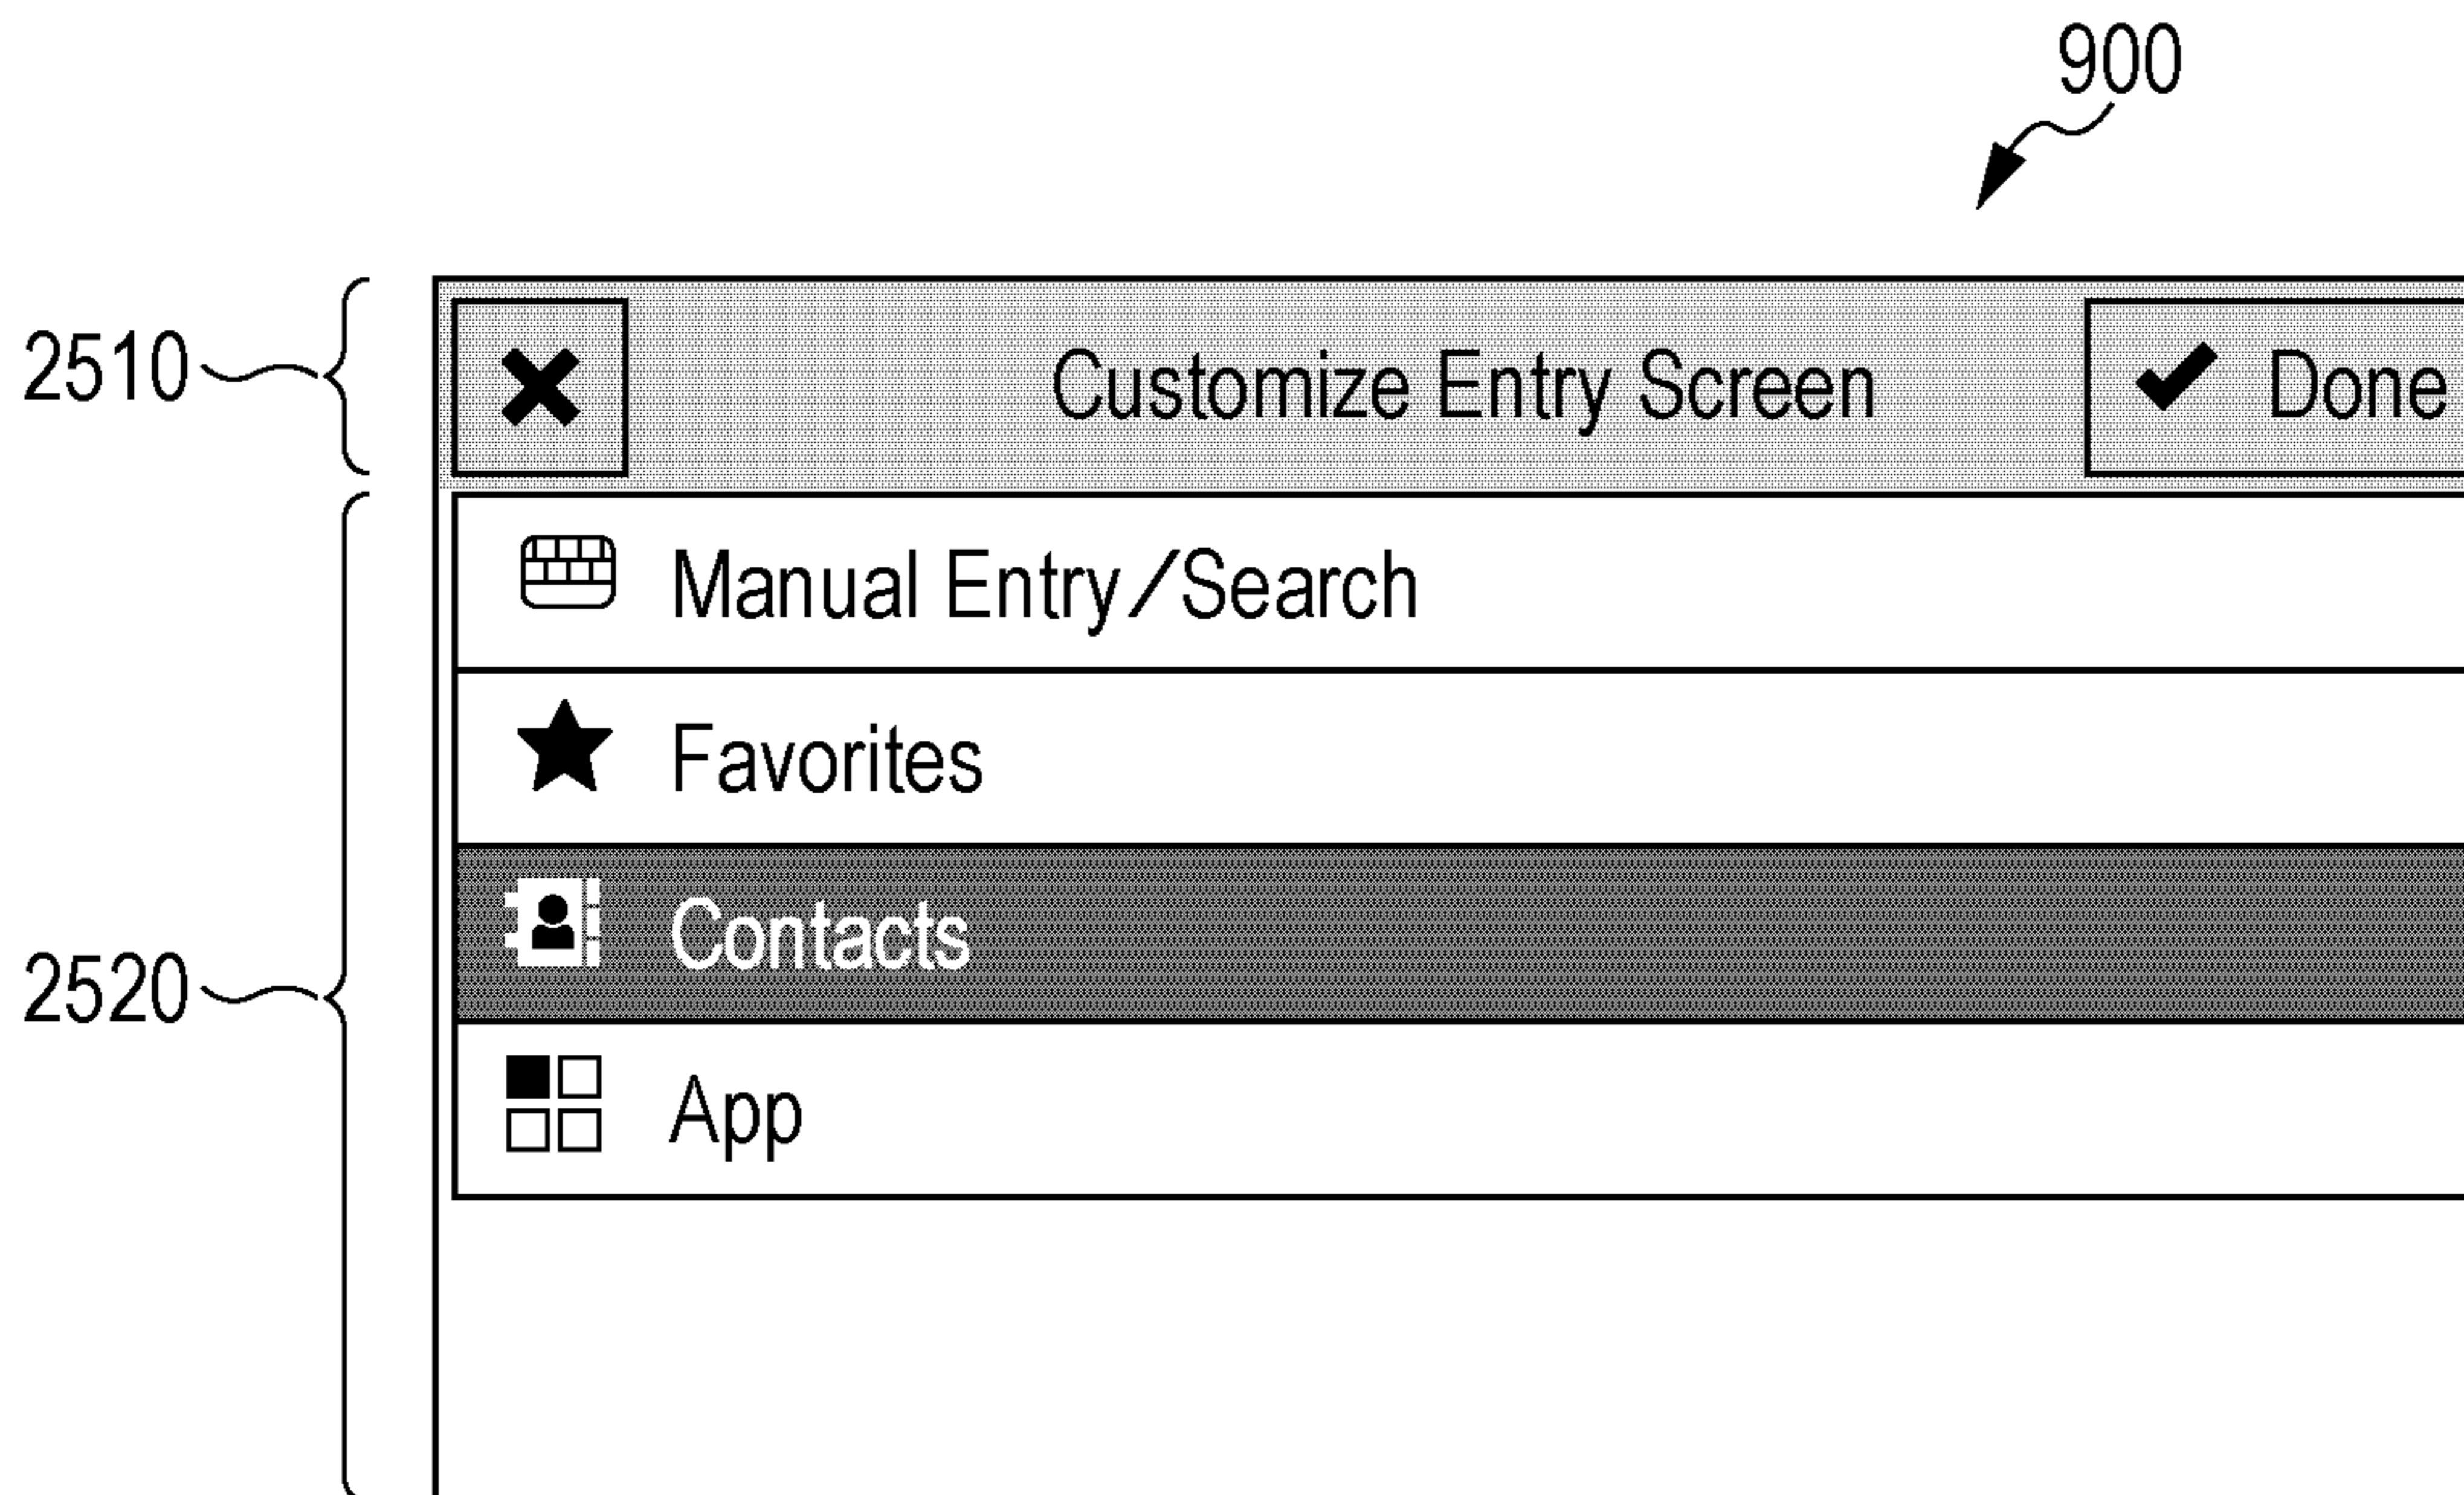 900
2510
Customize Entry Screen
Done
Manual Entry/Search
Favorites
Contacts
2520
App